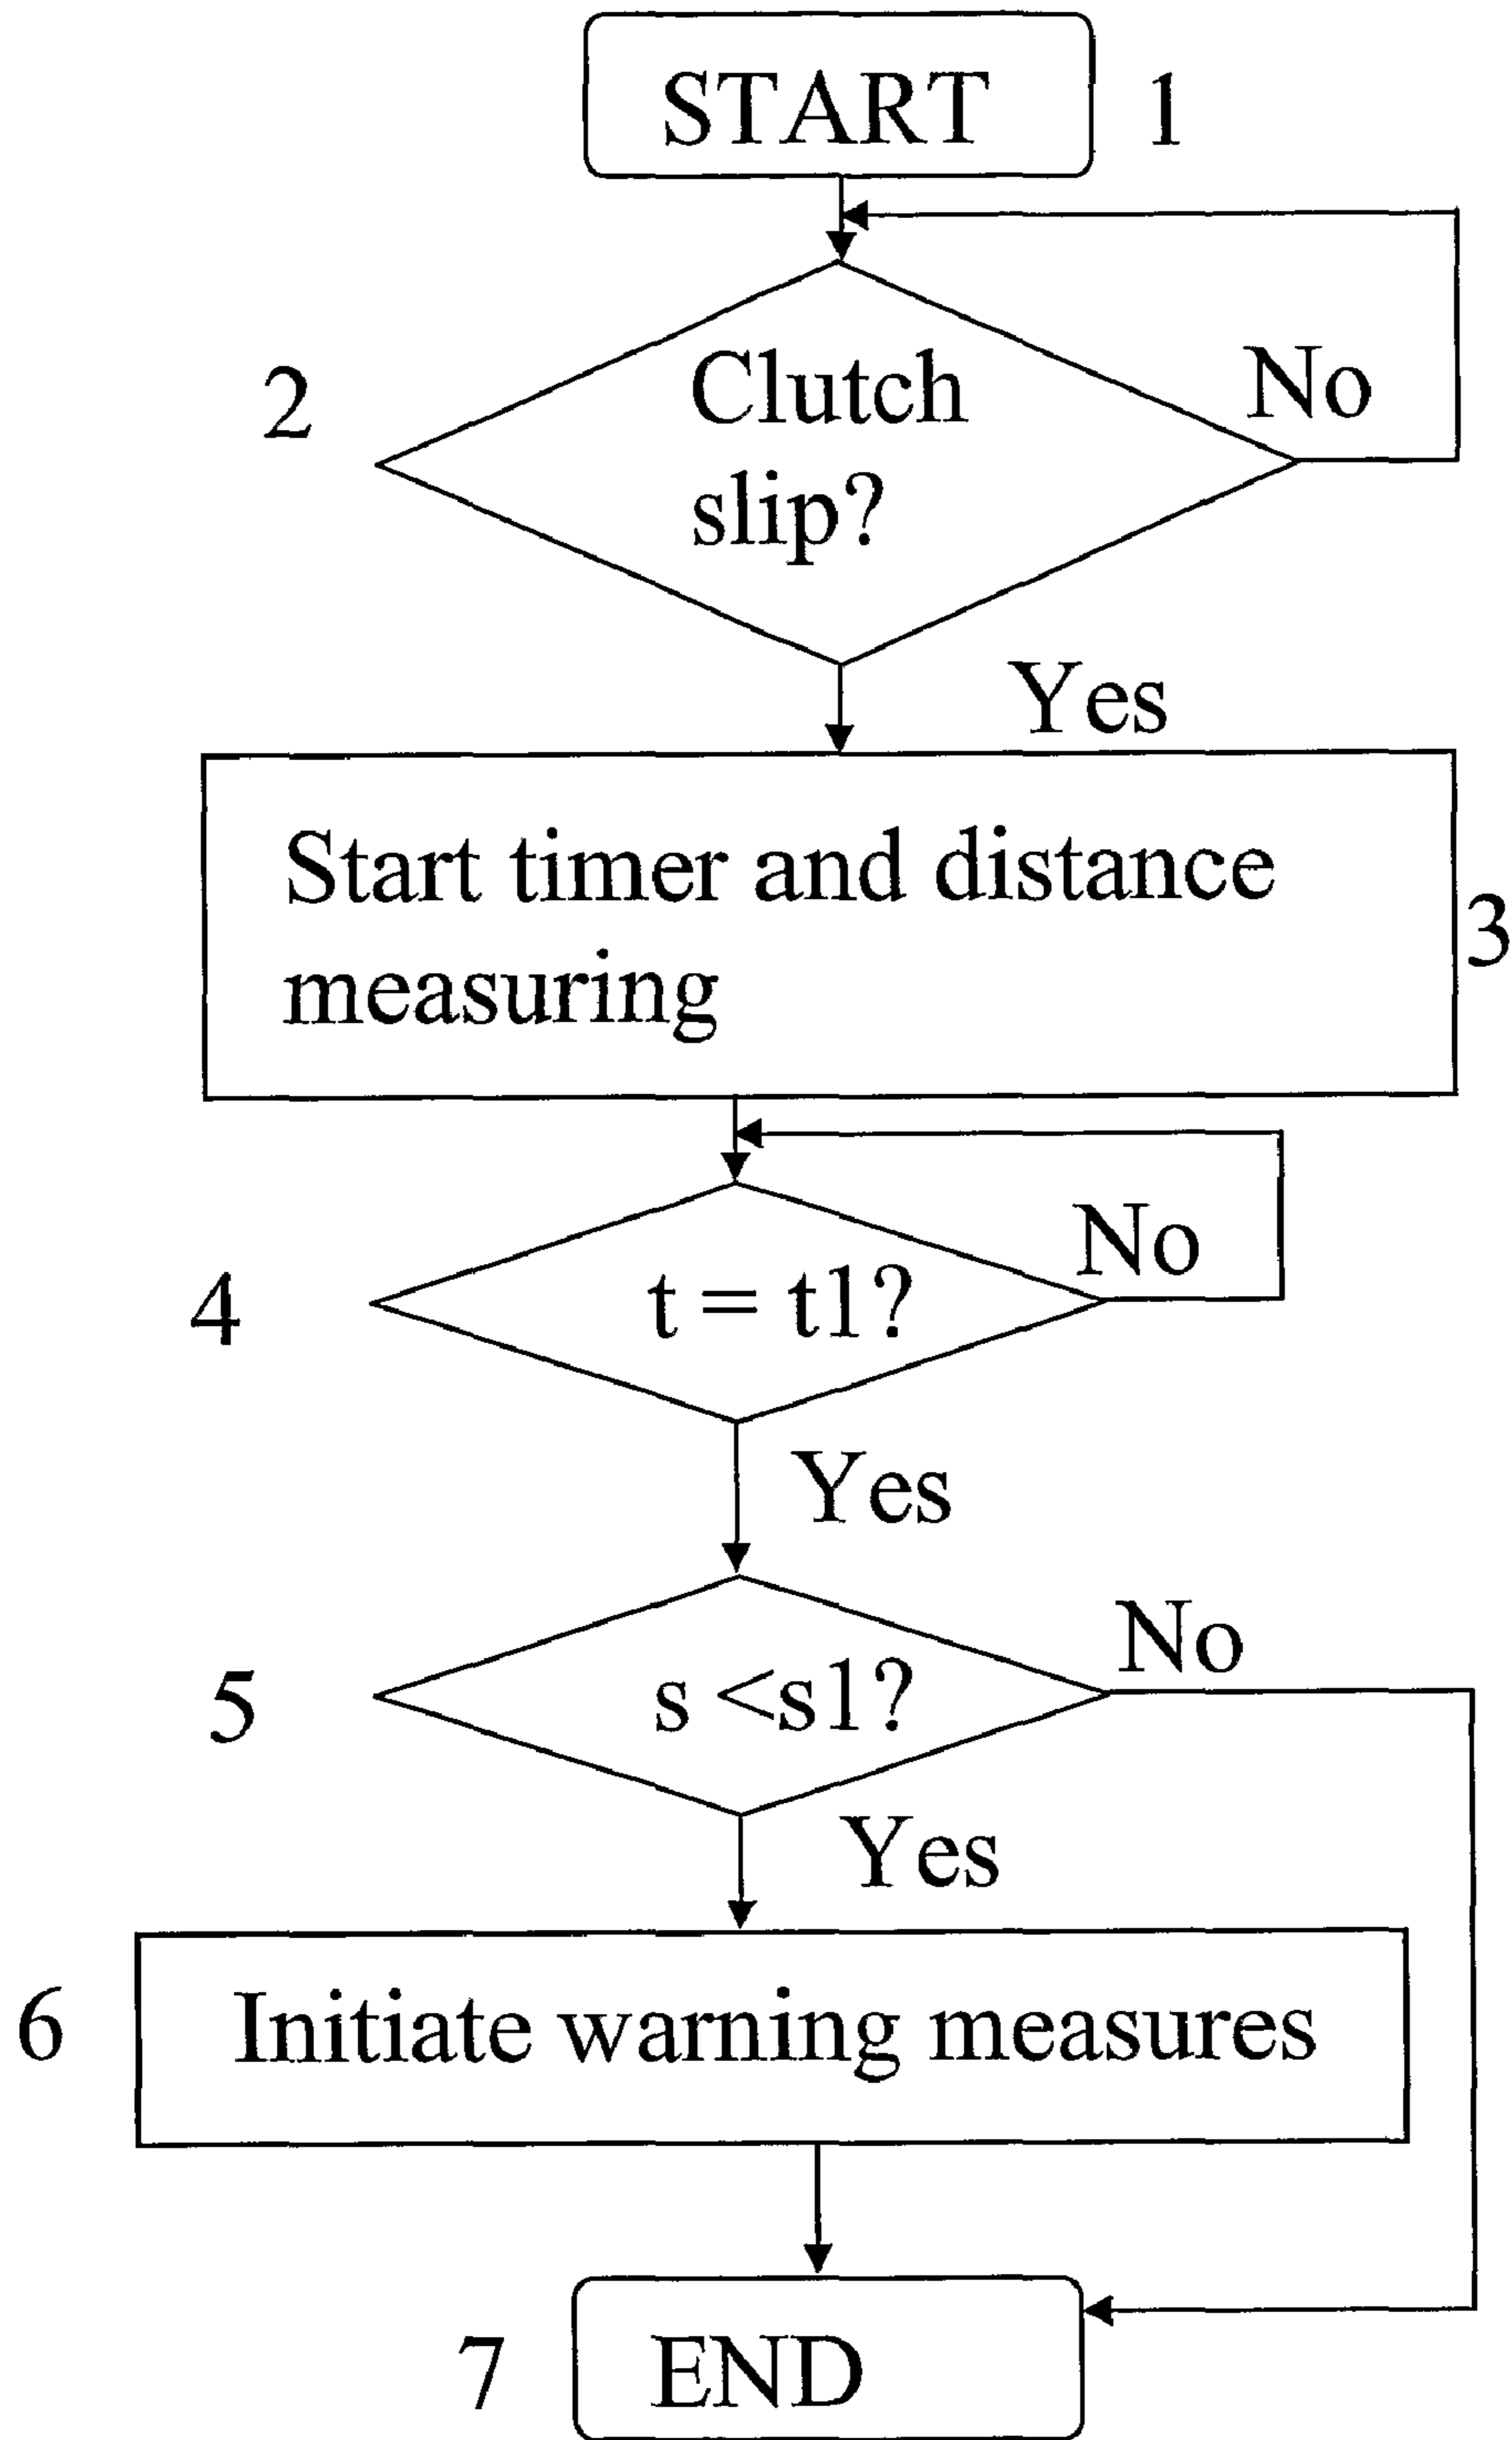 START
1
2
Clutch
slip?
No
Yes
Start timer and distance
measuring
3
4
t = t1?
No
Yes
5
s <s1?
No
Yes
6
Initiate warning measures
7
END